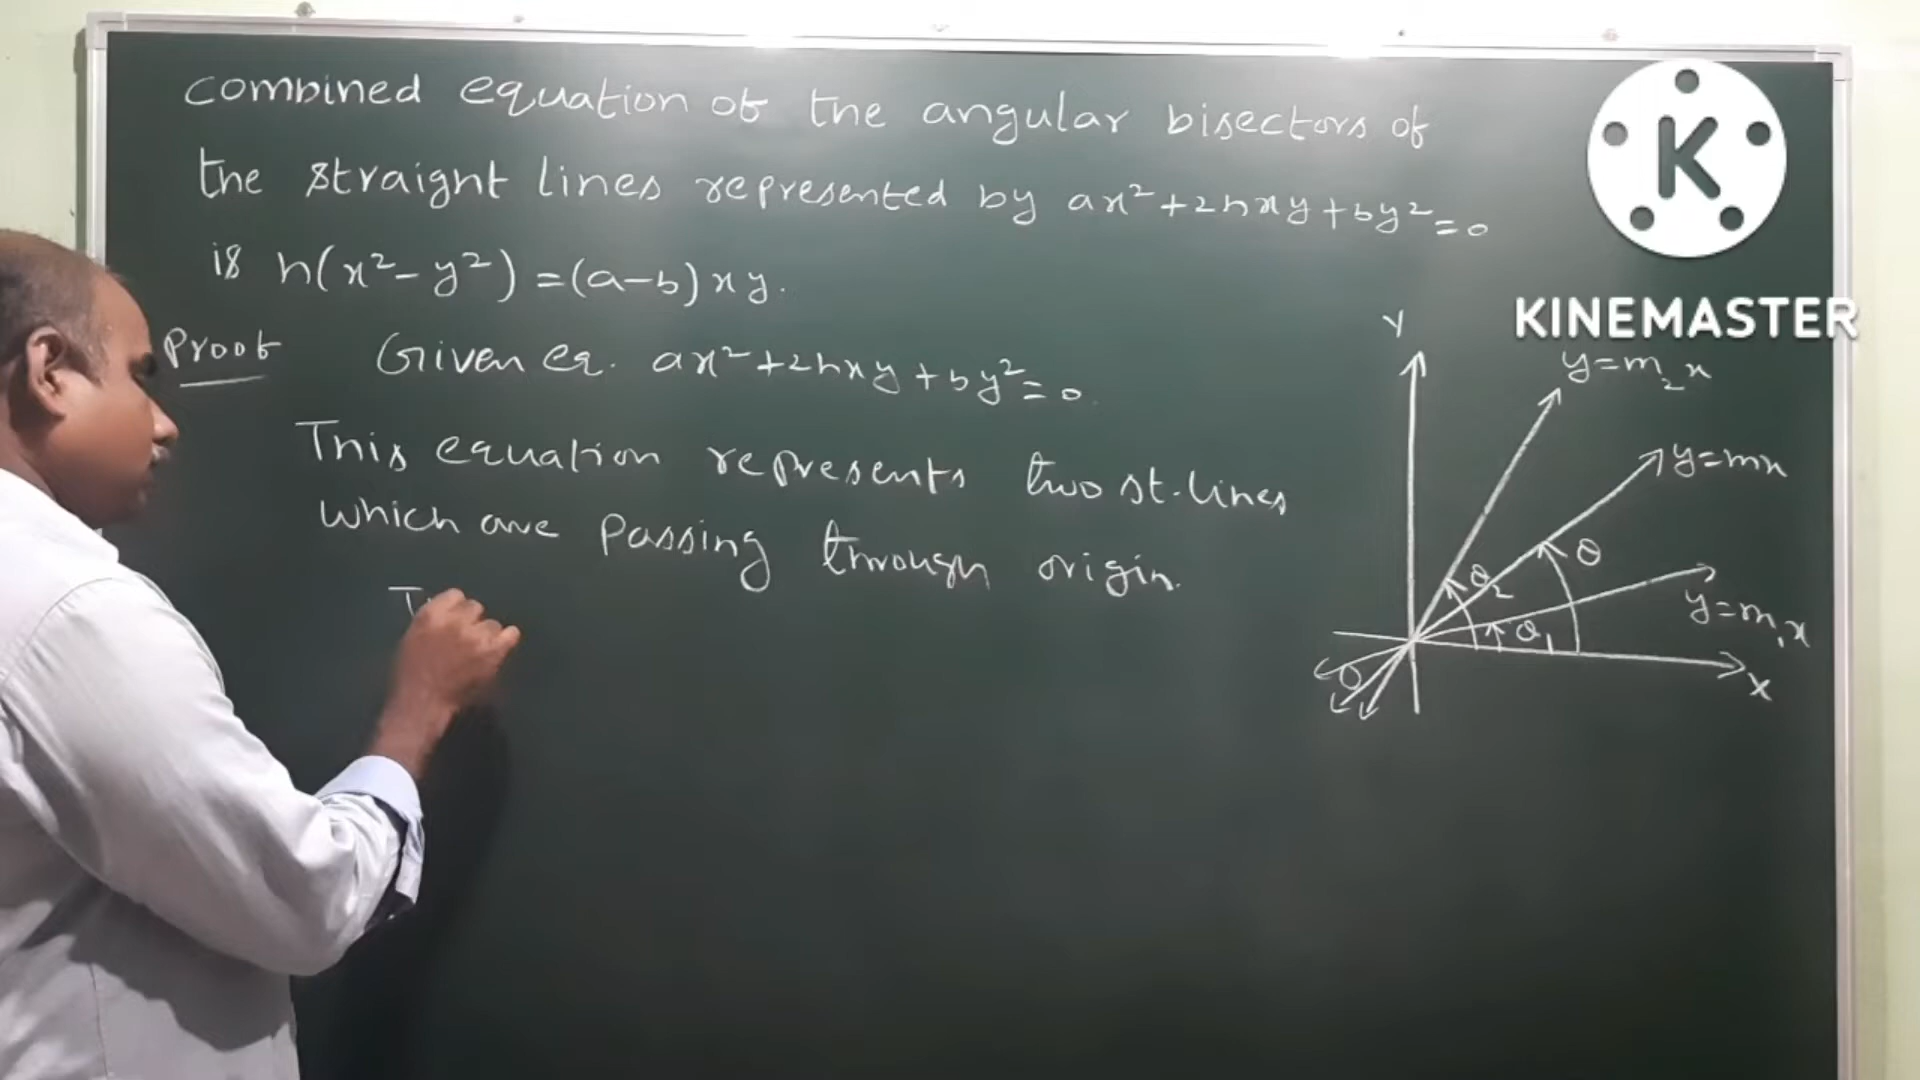 combined equation of the angular bisectors of
the straight lines represented by ax²+2hxy+by²=0
is h(x²-y²)=(a-b)xy.
Proof Given eq. ax²+2hxy+by²=0.
This equation represents two st. lines
which are passing through origin.
K
KINEMASTER
Y
y=m₂x
y=mx
θ
θ₂
y=m₁x
θ₁
X
O